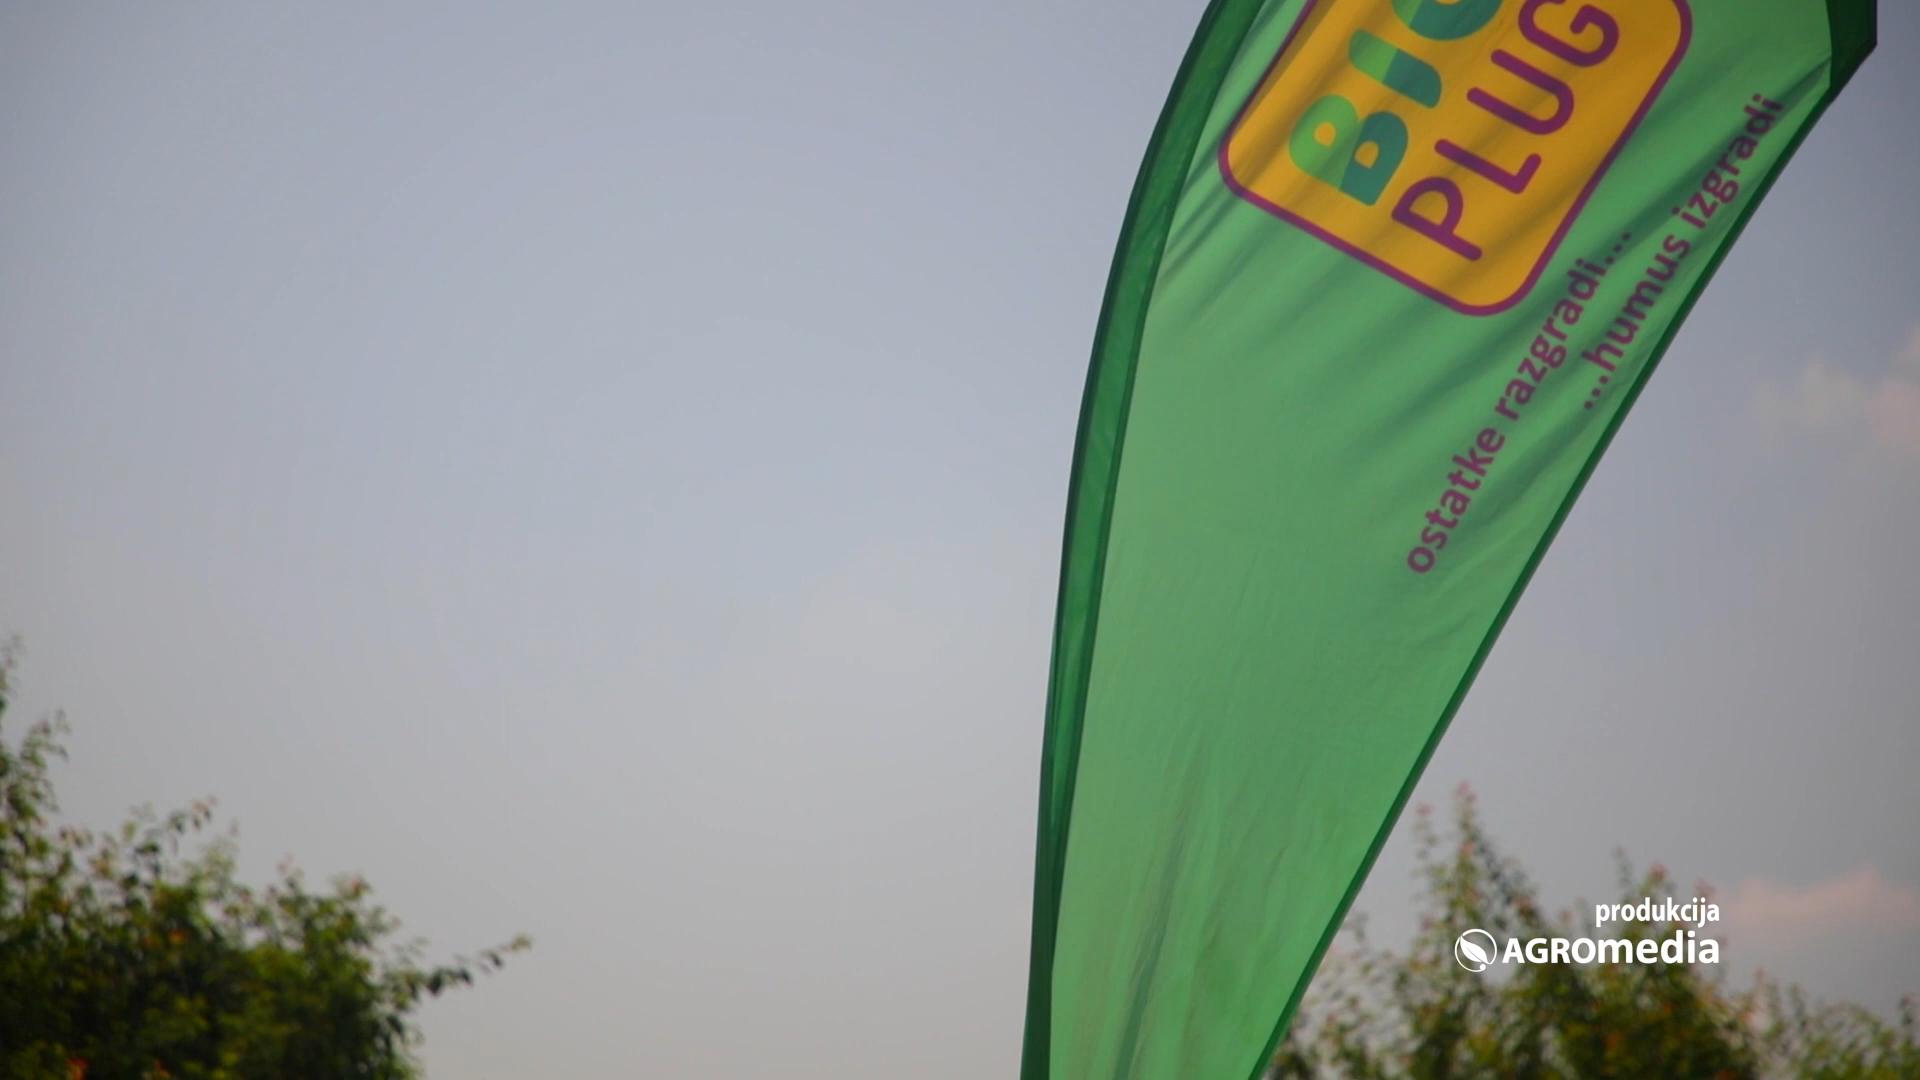 PLUG
ostatke razgradi...
...humus izgradi
produkcija
AGROmedia